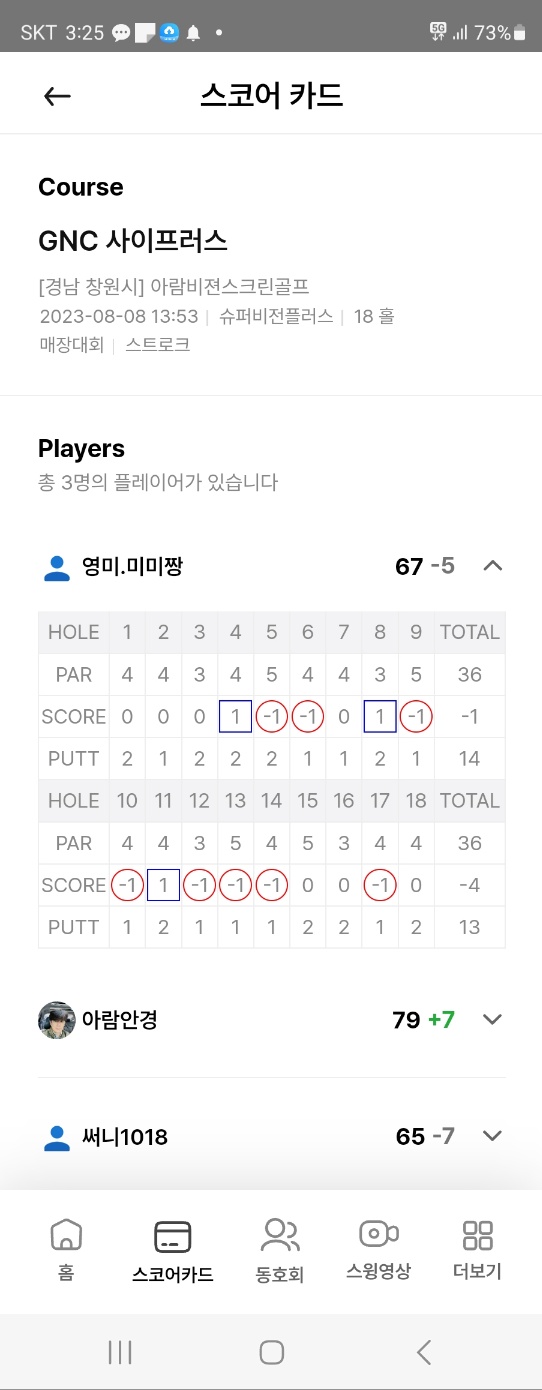 SKT 3:25 5G 73%
스코어 카드
Course
GNC 사이프러스
[경남 창원시] 아람비젼스크린골프
2023-08-08 13:53 | 슈퍼비전플러스 | 18 홀
매장대회 | 스트로크
Players
총 3명의 플레이어가 있습니다
영미.미미짱 67 -5
HOLE 1 2 3 4 5 6 7 8 9 TOTAL
PAR 4 4 3 4 5 4 4 3 5 36
SCORE 0 0 0 1 -1 -1 0 1 -1 -1
PUTT 2 1 2 2 2 1 1 2 1 14
HOLE 10 11 12 13 14 15 16 17 18 TOTAL
PAR 4 4 3 5 4 5 3 4 4 36
SCORE -1 1 -1 -1 -1 0 0 -1 0 -4
PUTT 1 2 1 1 1 2 2 1 2 13
아람안경 79 +7
써니1018 65 -7
홈 스코어카드 동호회 스윙영상 더보기